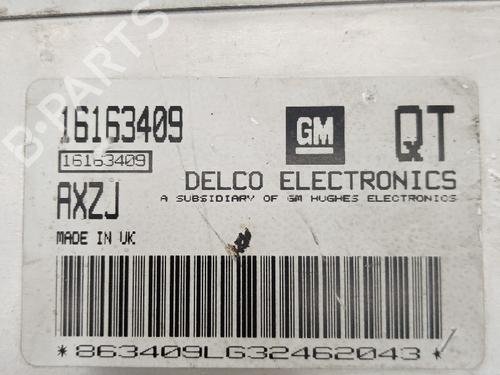 16163409
16163409
GM
QT
AXZJ
DELCO ELECTRONICS
A SUBSIDIARY OF GM HUGHES ELECTRONICS
MADE IN UK
*863409LG32462043*
B-PARTS